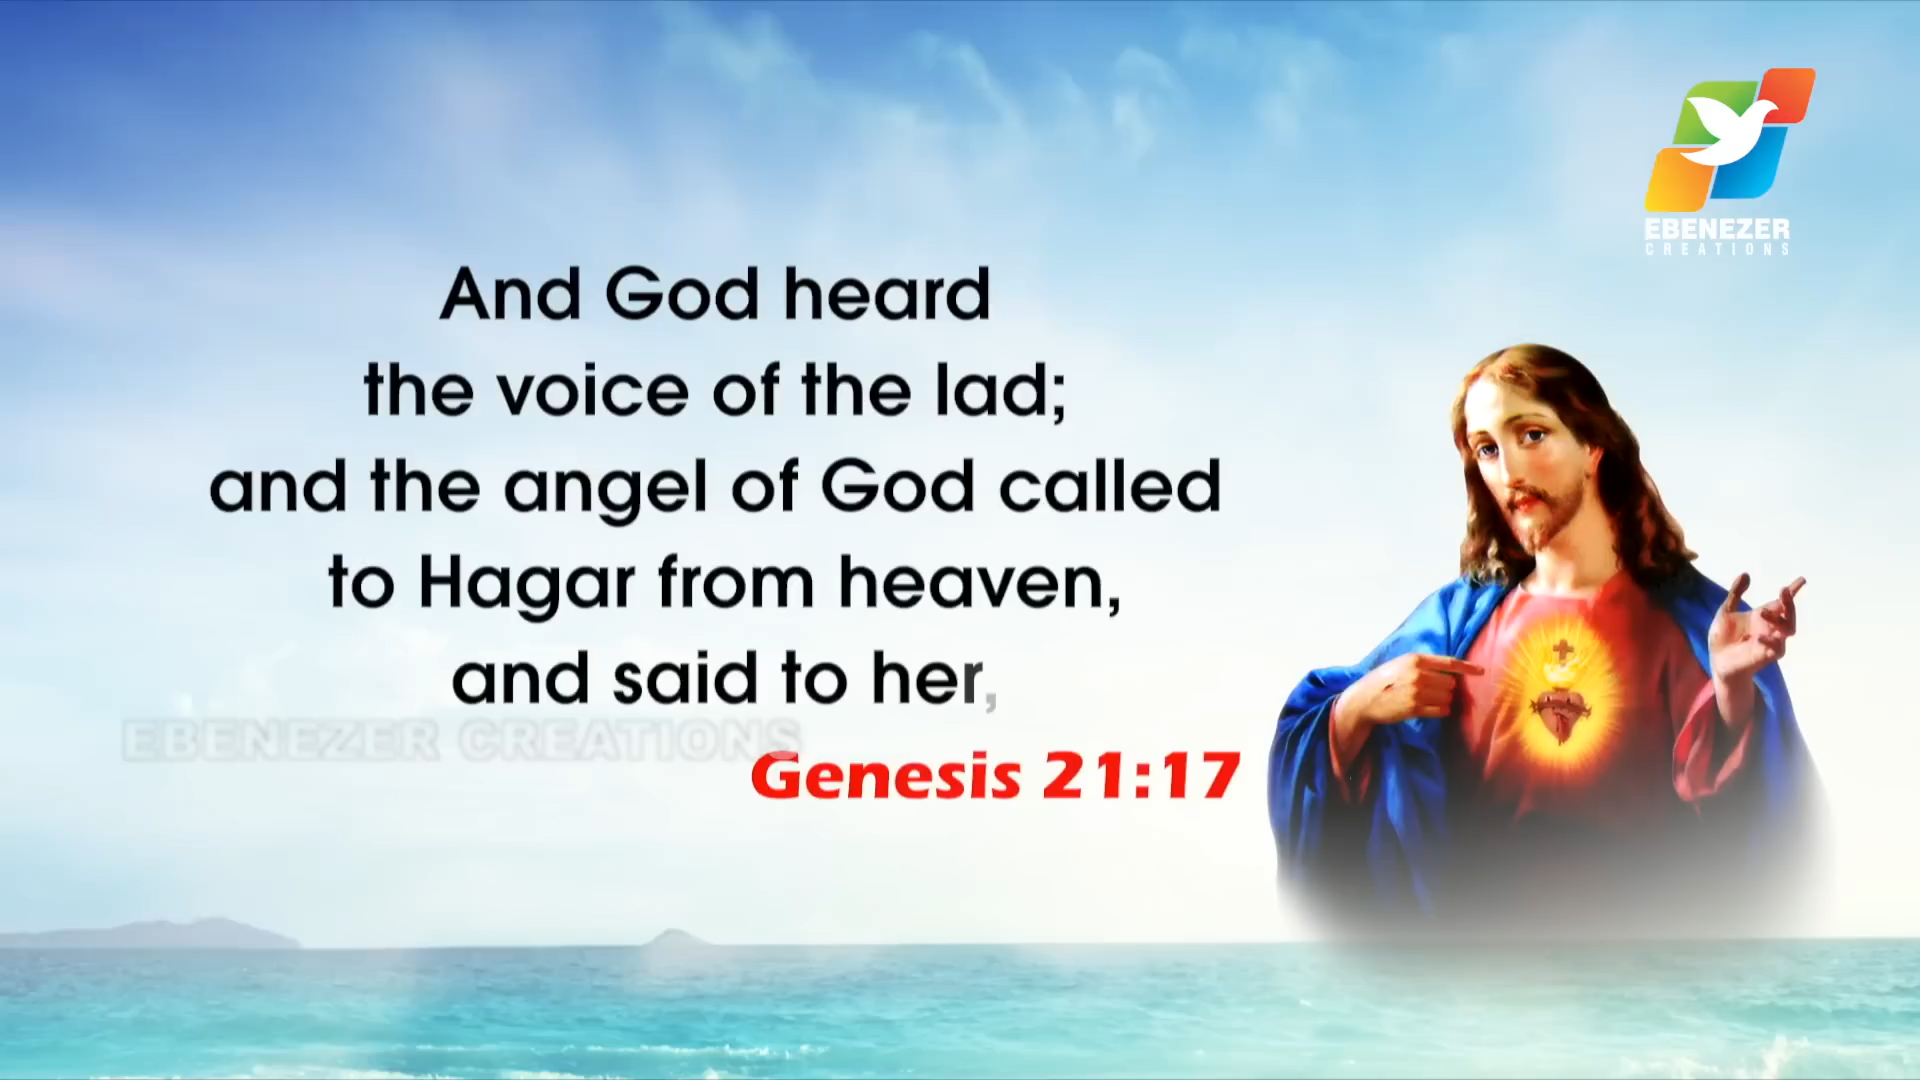 EBENEZER
CREATIONS
And God heard
the voice of the lad;
and the angel of God called
to Hagar from heaven,
and said to her,
EBENEZER CREATIONS
Genesis 21:17